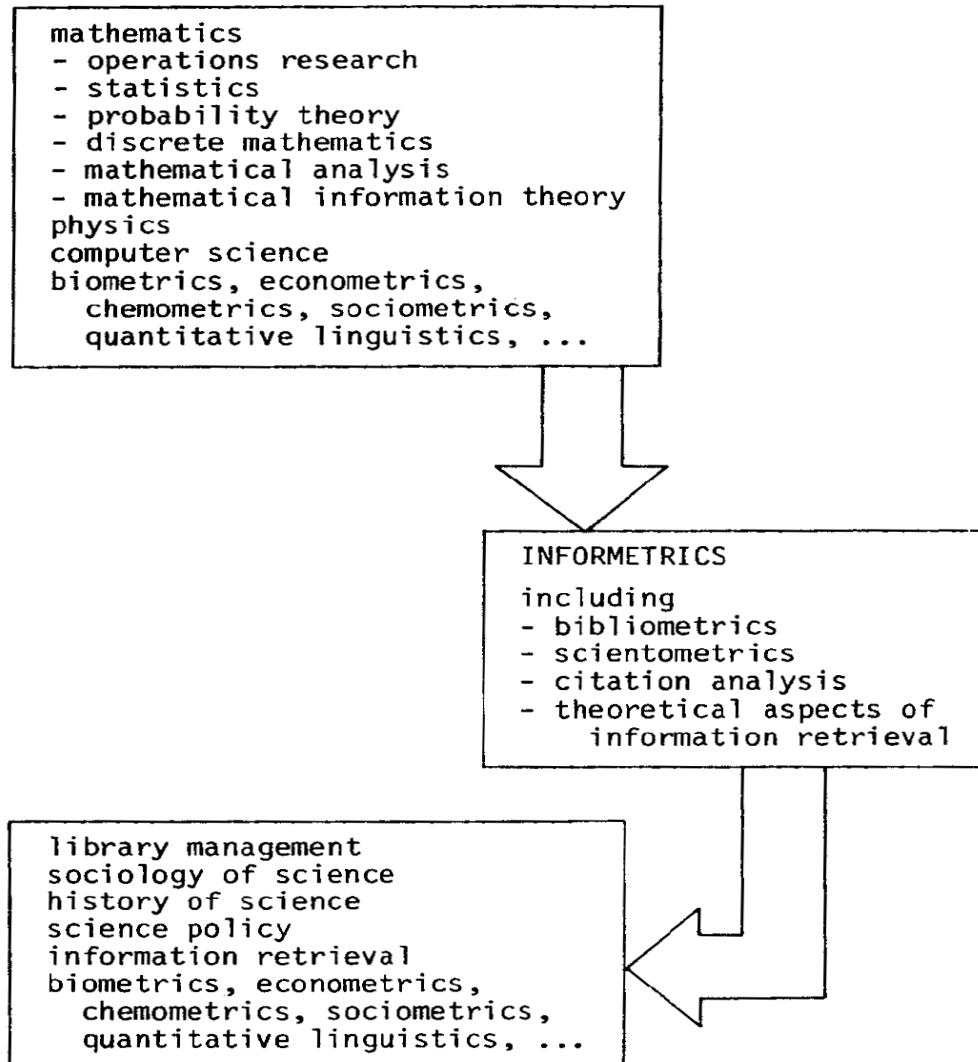 mathematics
- operations research
- statistics
- probability theory
- discrete mathematics
- mathematical analysis
- mathematical information theory
physics
computer science
biometrics, econometrics,
chemometrics, sociometrics,
quantitative linguistics, ...
INFORMETRICS
including
- bibliometrics
- scientometrics
- citation analysis
- theoretical aspects of
information retrieval
library management
sociology of science
history of science
science policy
information retrieval
biometrics, econometrics,
chemometrics, sociometrics,
quantitative linguistics, ...